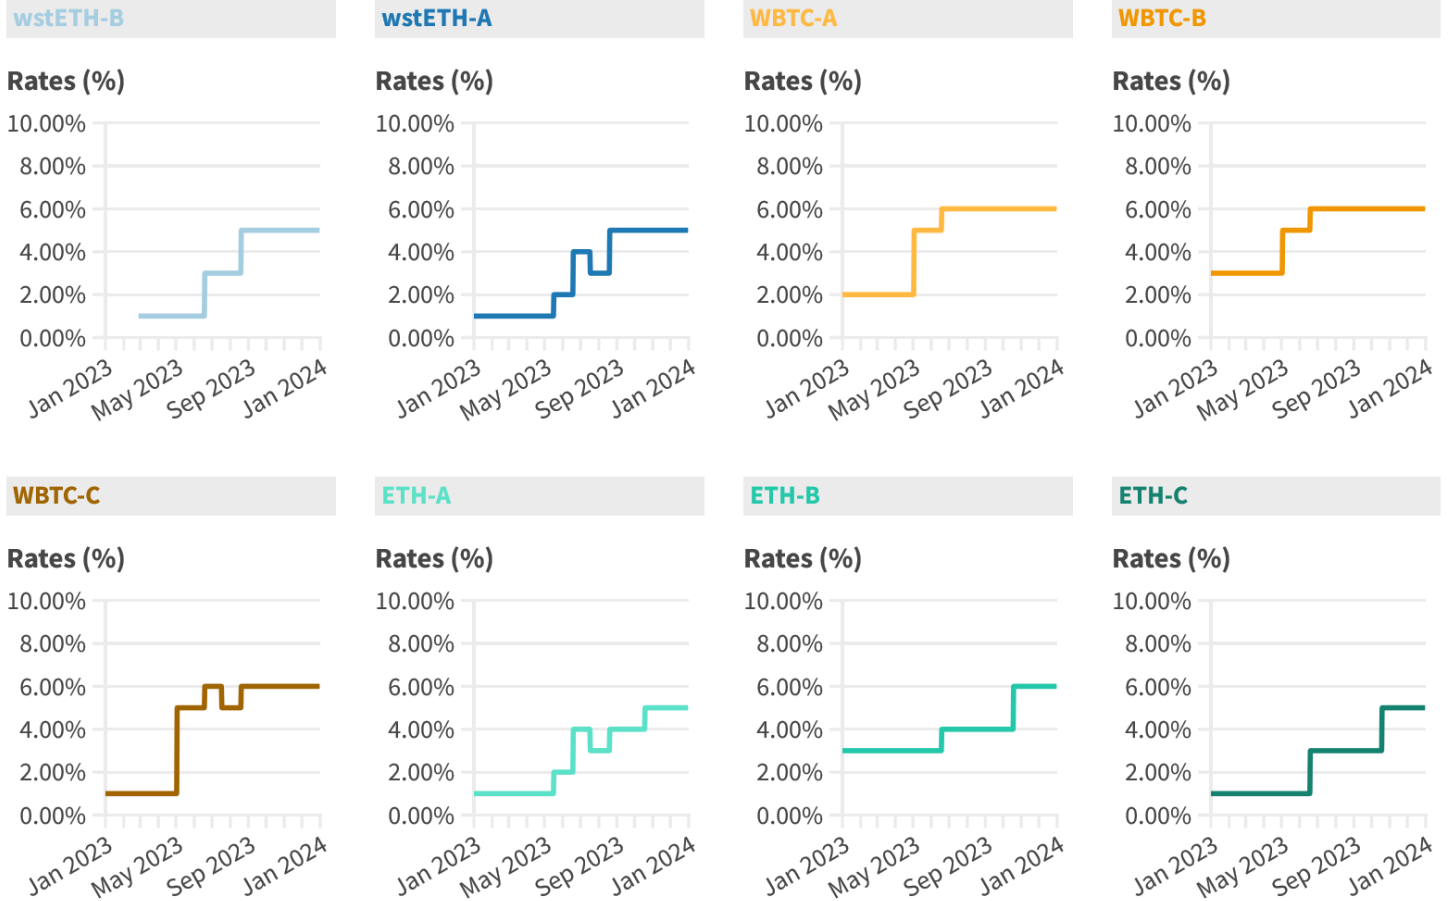 wstETH-B
Rates (%)
10.00%
8.00%
6.00%
4.00%
2.00%
0.00%
Jan 2023
May 2023
Sep 2023
Jan 2024
wstETH-A
Rates (%)
10.00%
8.00%
6.00%
4.00%
2.00%
0.00%
Jan 2023
May 2023
Sep 2023
Jan 2024
WBTC-A
Rates (%)
10.00%
8.00%
6.00%
4.00%
2.00%
0.00%
Jan 2023
May 2023
Sep 2023
Jan 2024
WBTC-B
Rates (%)
10.00%
8.00%
6.00%
4.00%
2.00%
0.00%
Jan 2023
May 2023
Sep 2023
Jan 2024
WBTC-C
Rates (%)
10.00%
8.00%
6.00%
4.00%
2.00%
0.00%
Jan 2023
May 2023
Sep 2023
Jan 2024
ETH-A
Rates (%)
10.00%
8.00%
6.00%
4.00%
2.00%
0.00%
Jan 2023
May 2023
Sep 2023
Jan 2024
ETH-B
Rates (%)
10.00%
8.00%
6.00%
4.00%
2.00%
0.00%
Jan 2023
May 2023
Sep 2023
Jan 2024
ETH-C
Rates (%)
10.00%
8.00%
6.00%
4.00%
2.00%
0.00%
Jan 2023
May 2023
Sep 2023
Jan 2024